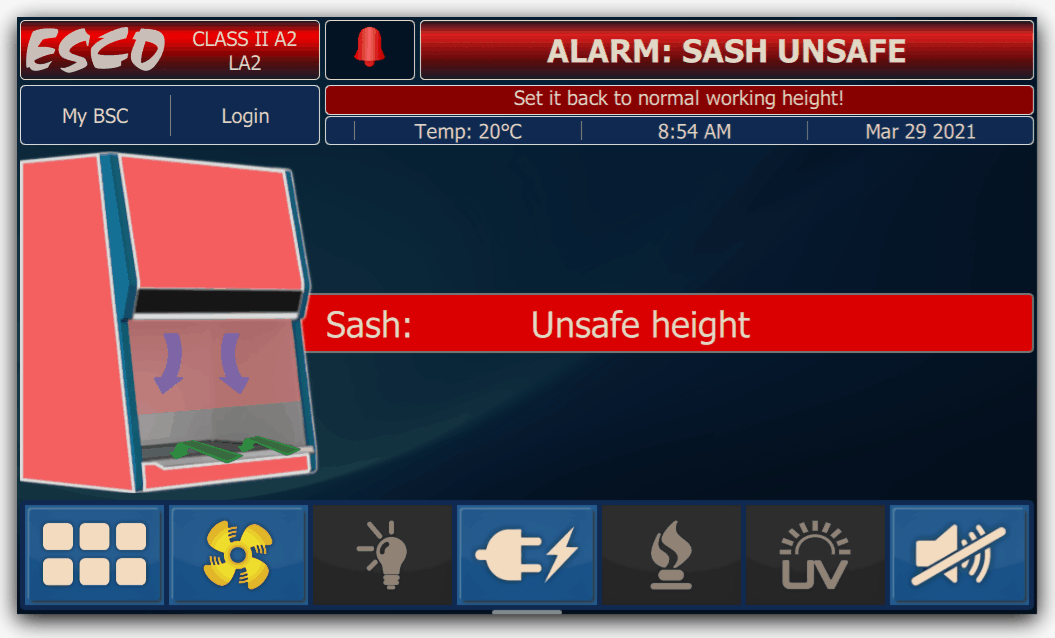 ESCO
CLASS II A2
LA2
ALARM: SASH UNSAFE
My BSC
Login
Set it back to normal working height!
Temp: 20°C
8:54 AM
Mar 29 2021
Sash:
Unsafe height
UV